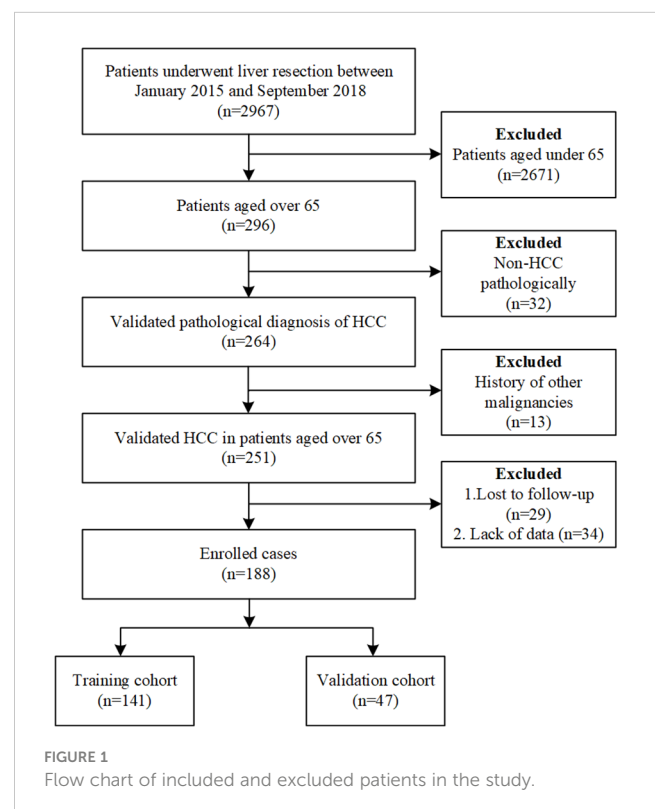 Patients underwent liver resection between
January 2015 and September 2018
(n=2967)
Excluded
Patients aged under 65
(n=2671)
Patients aged over 65
(n=296)
Excluded
Non-HCC
pathologically
(n=32)
Validated pathological diagnosis of HCC
(n=264)
Excluded
History of other
malignancies
(n=13)
Validated HCC in patients aged over 65
(n=251)
Excluded
1.Lost to follow-up
(n=29)
2. Lack of data (n=34)
Enrolled cases
(n=188)
Training cohort
(n=141)
Validation cohort
(n=47)
FIGURE 1
Flow chart of included and excluded patients in the study.